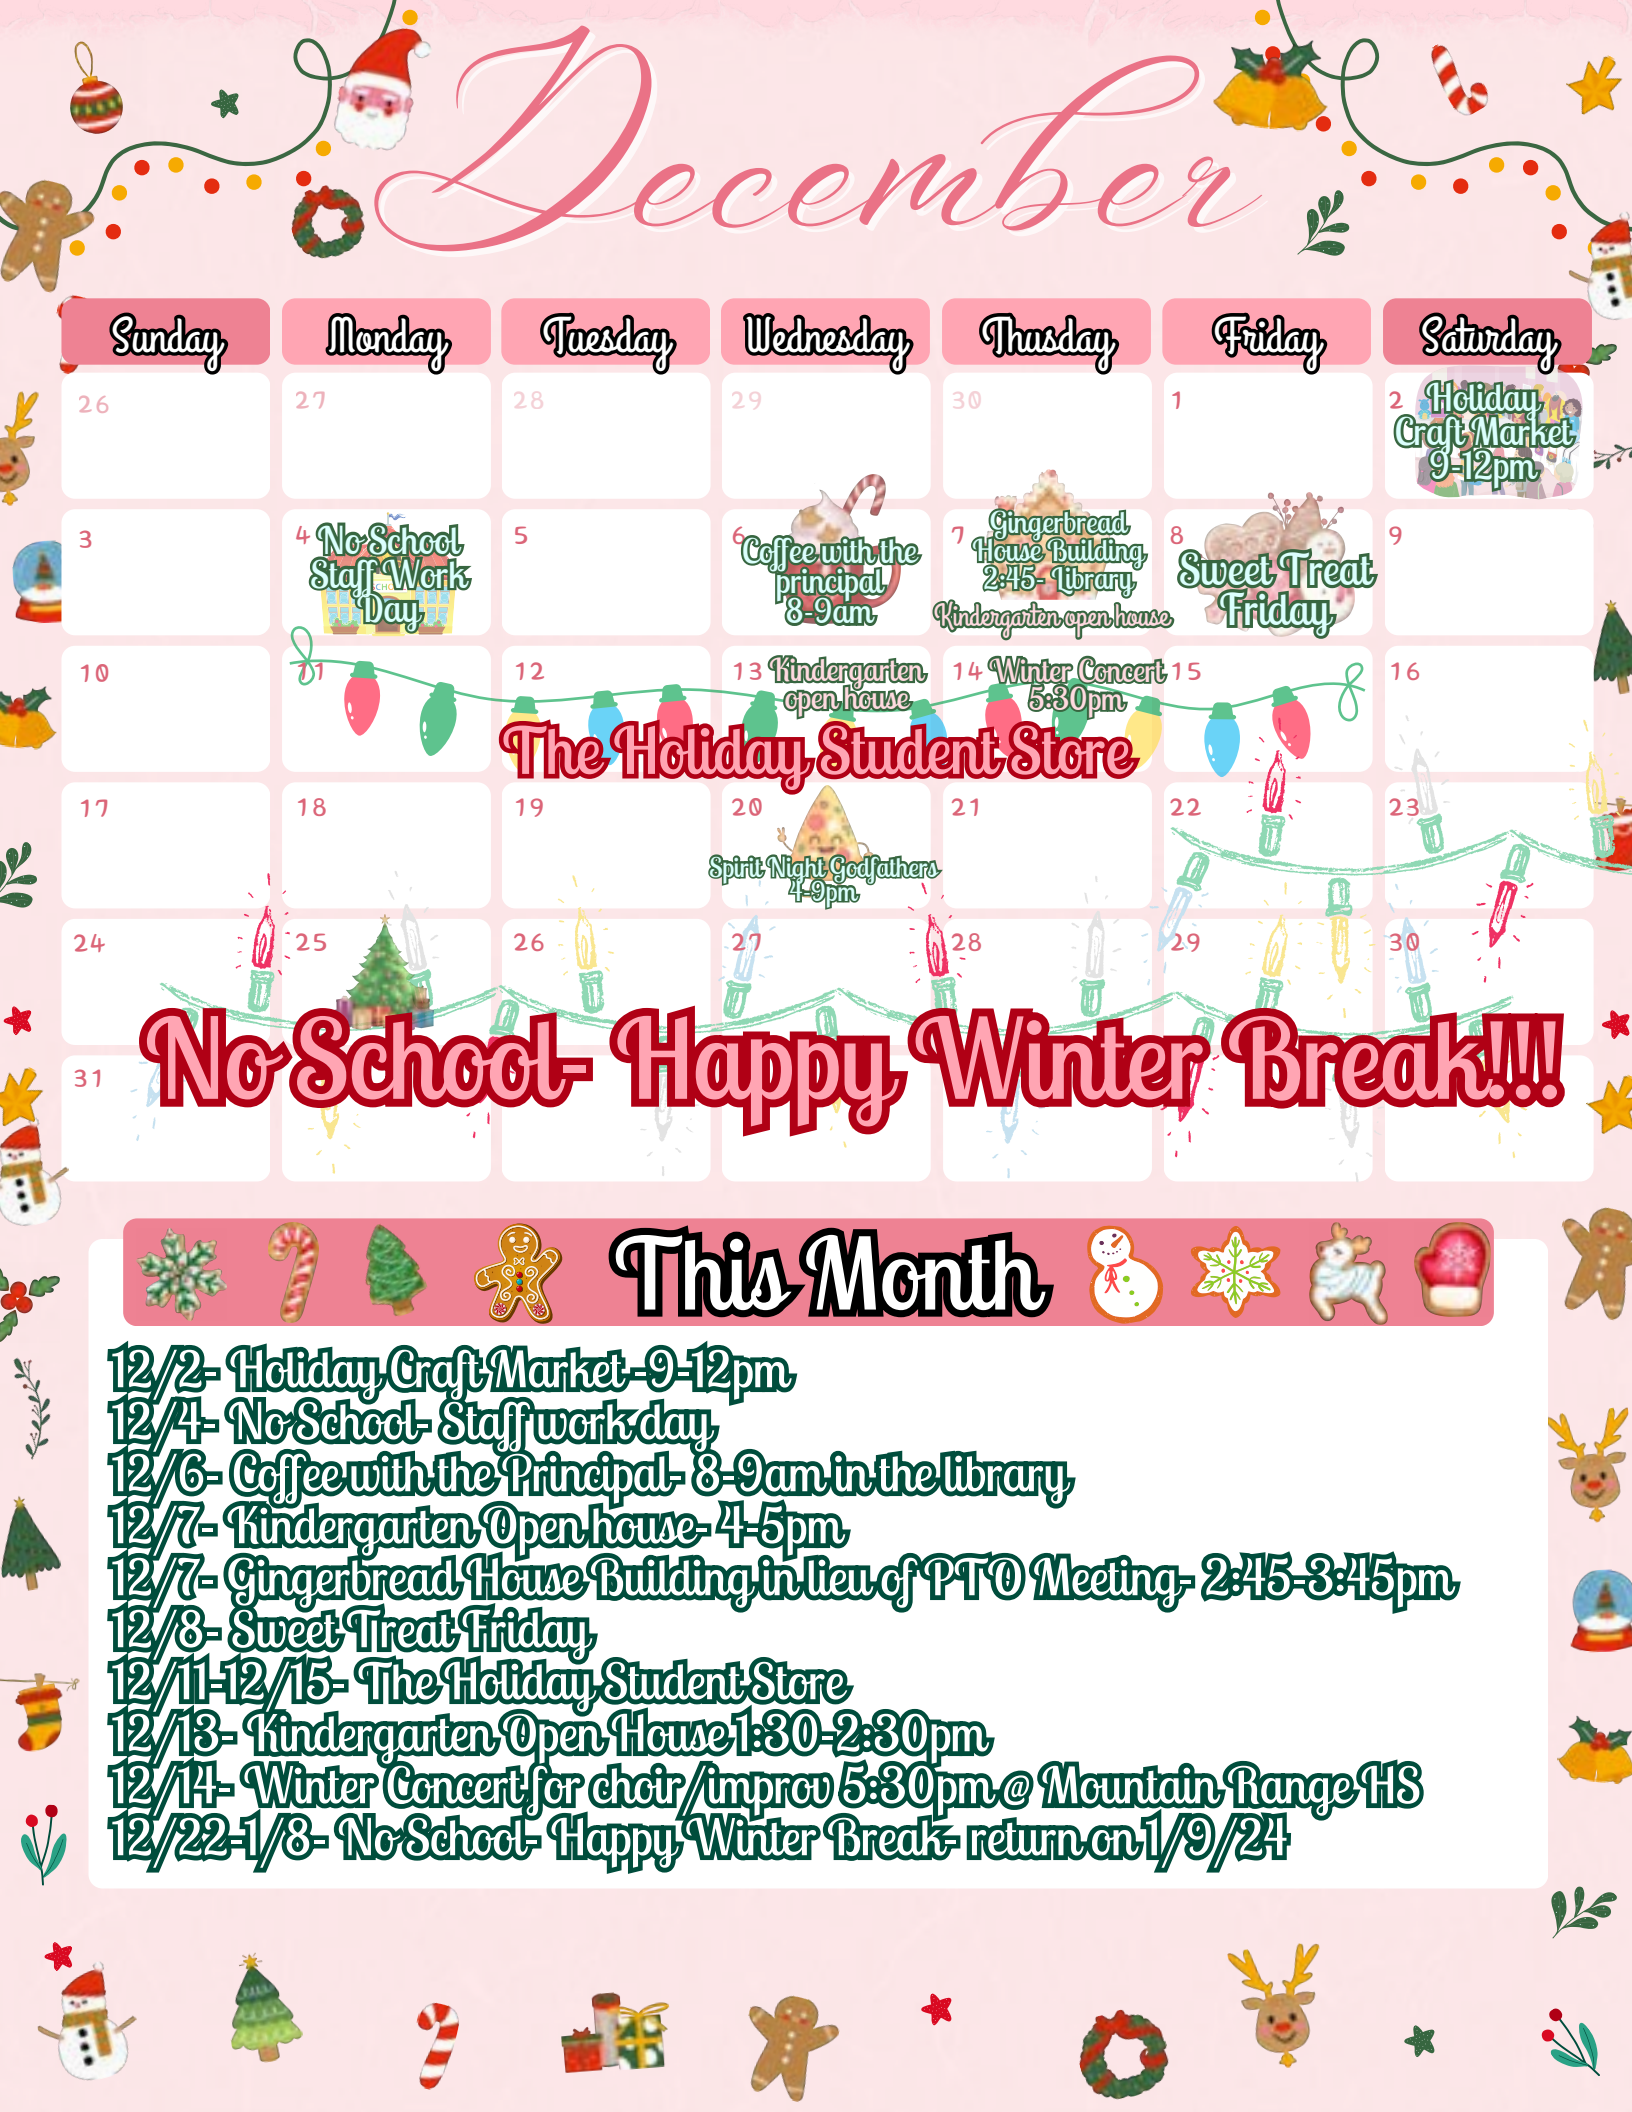 December
Sunday Monday Tuesday Wednesday Thusday Friday Saturday
26 27 28 29 30 1 2
Holiday
Craft Market
9-12pm
3 4 5 6 7 8 9
No School
Staff Work
Day
Coffee with the
principal
8-9am
Gingerbread
House Building
2:45- Library
Kindergarten open house
Sweet Treat
Friday
10 11 12 13 14 15 16
Kindergarten
open house
Winter Concert
5:30pm
The Holiday Student Store
17 18 19 20 21 22 23
Spirit Night Godfathers
4-9pm
24 25 26 27 28 29 30
No School- Happy Winter Break!!!
31
This Month
12/2- Holiday Craft Market -9-12pm
12/4- No School- Staff work day
12/6- Coffee with the Principal- 8-9am in the library
12/7- Kindergarten Open house- 4-5pm
12/7- Gingerbread House Building in lieu of PTO Meeting- 2:45-3:45pm
12/8- Sweet Treat Friday
12/11-12/15- The Holiday Student Store
12/13- Kindergarten Open House 1:30-2:30pm
12/14- Winter Concert for choir/improv 5:30pm @ Mountain Range HS
12/22-1/8- No School- Happy Winter Break- return on 1/9/24